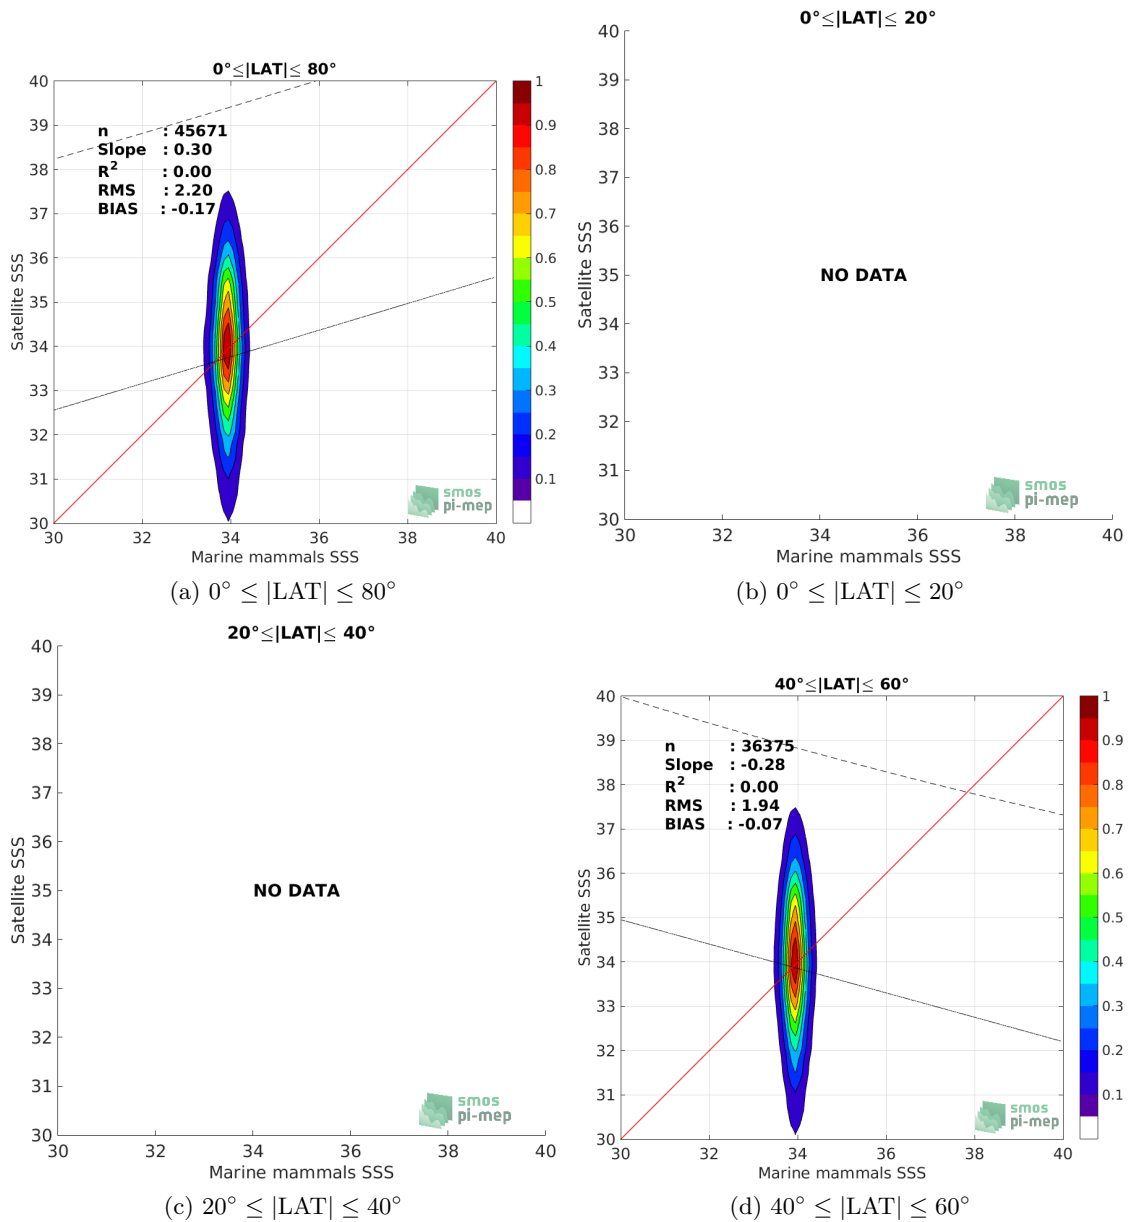 0°≤|LAT|≤ 80°
40
39
38
37
36
35
34
33
32
31
30
Satellite SSS
n : 45671
Slope : 0.30
R² : 0.00
RMS : 2.20
BIAS : -0.17
smos
pi-mep
30 32 34 36 38 40
Marine mammals SSS
1
0.9
0.8
0.7
0.6
0.5
0.4
0.3
0.2
0.1
(a) 0° ≤ |LAT| ≤ 80°
0°≤|LAT|≤ 20°
40
39
38
37
36
35
34
33
32
31
30
Satellite SSS
NO DATA
smos
pi-mep
30 32 34 36 38 40
Marine mammals SSS
(b) 0° ≤ |LAT| ≤ 20°
20°≤|LAT|≤ 40°
40
39
38
37
36
35
34
33
32
31
30
Satellite SSS
NO DATA
smos
pi-mep
30 32 34 36 38 40
Marine mammals SSS
(c) 20° ≤ |LAT| ≤ 40°
40°≤|LAT|≤ 60°
40
39
38
37
36
35
34
33
32
31
30
Satellite SSS
n : 36375
Slope : -0.28
R² : 0.00
RMS : 1.94
BIAS : -0.07
smos
pi-mep
30 32 34 36 38 40
Marine mammals SSS
1
0.9
0.8
0.7
0.6
0.5
0.4
0.3
0.2
0.1
(d) 40° ≤ |LAT| ≤ 60°